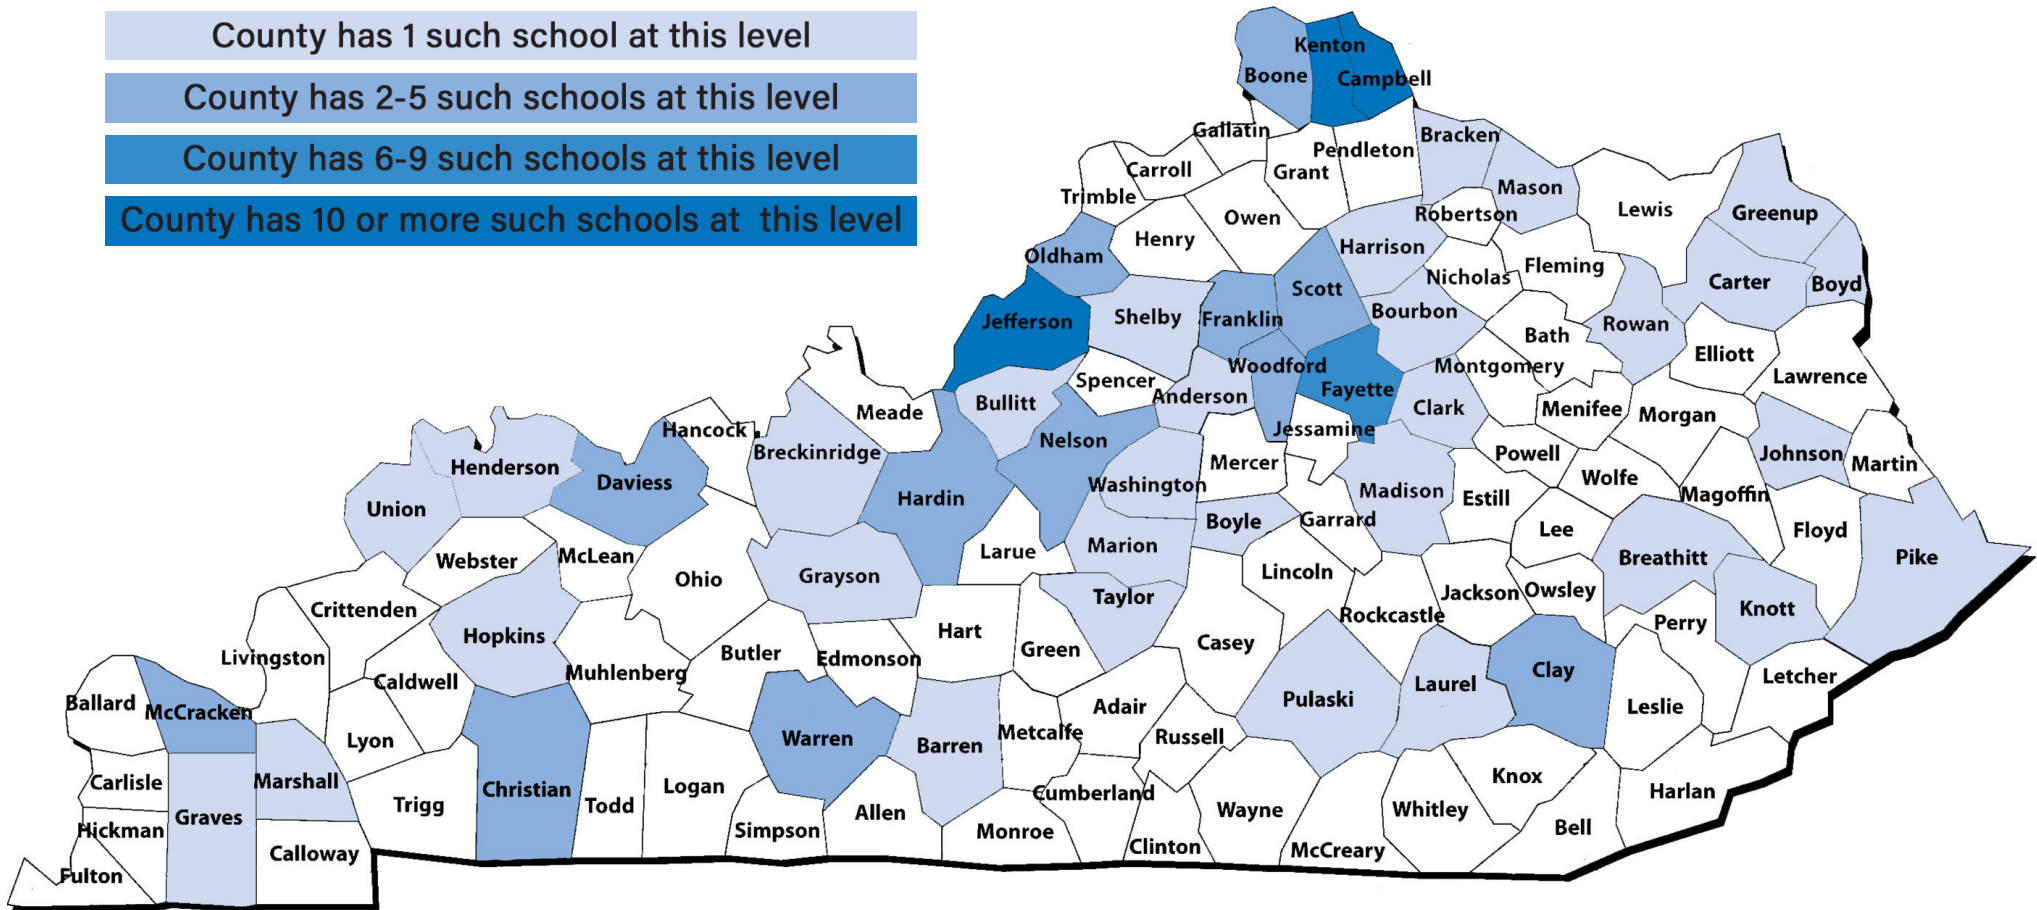 County has 1 such school at this level
County has 2-5 such schools at this level
County has 6-9 such schools at this level
County has 10 or more such schools at this level
Kenton
Boone
Campbell
Gallatin
Bracken
Pendleton
Carroll
Grant
Trimble
Mason
Owen
Robertson
Lewis
Greenup
Henry
Harrison
Oldham
Fleming
Nicholas
Carter
Boyd
Scott
Jefferson
Shelby
Franklin
Bourbon
Rowan
Bath
Elliott
Woodford
Montgomery
Lawrence
Spencer
Anderson
Fayette
Bullitt
Clark
Menifee
Morgan
Meade
Hancock
Jessamine
Nelson
Breckinridge
Powell
Johnson
Martin
Mercer
Henderson
Daviess
Washington
Wolfe
Madison
Magoffin
Hardin
Estill
Union
Boyle
Garrard
Lee
Floyd
Larue
Marion
Webster
McLean
Breathitt
Pike
Ohio
Grayson
Lincoln
Jackson
Owsley
Taylor
Crittenden
Knott
Rockcastle
Perry
Hopkins
Hart
Casey
Green
Butler
Livingston
Edmonson
Muhlenberg
Caldwell
Laurel
Clay
Letcher
Pulaski
Ballard
McCracken
Adair
Leslie
Metcalfe
Russell
Lyon
Warren
Barren
Carlisle
Marshall
Christian
Logan
Knox
Harlan
Cumberland
Trigg
Todd
Wayne
Whitley
Graves
Allen
Hickman
Simpson
Monroe
Bell
Clinton
McCreary
Calloway
Fulton